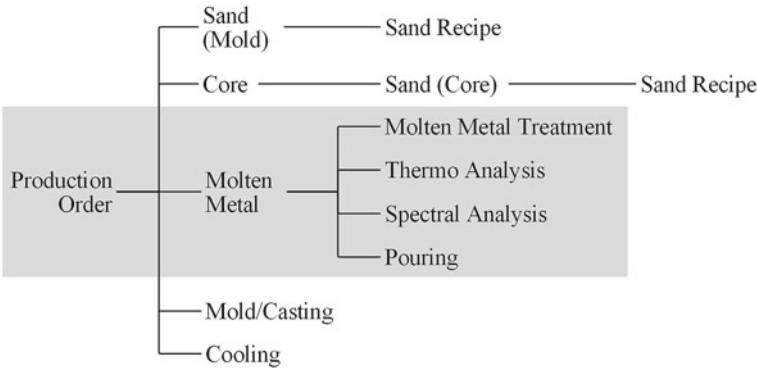 Sand
(Mold)
Sand Recipe
Core
Sand (Core)
Sand Recipe
Production
Order
Molten
Metal
Molten Metal Treatment
Thermo Analysis
Spectral Analysis
Pouring
Mold/Casting
Cooling